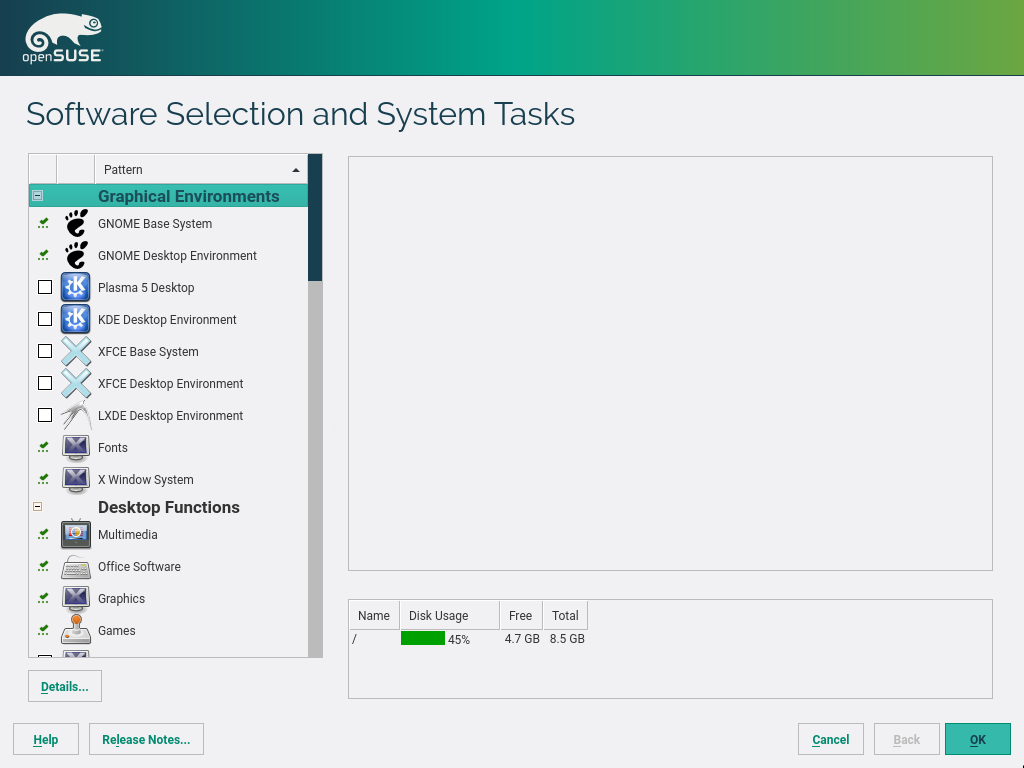 openSUSE
Software Selection and System Tasks
Pattern
Graphical Environments
GNOME Base System
GNOME Desktop Environment
Plasma 5 Desktop
KDE Desktop Environment
XFCE Base System
XFCE Desktop Environment
LXDE Desktop Environment
Fonts
X Window System
Desktop Functions
Multimedia
Office Software
Graphics
Games
Name Disk Usage Free Total
/ 45% 4.7 GB 8.5 GB
Details...
Help Release Notes... Cancel Back OK